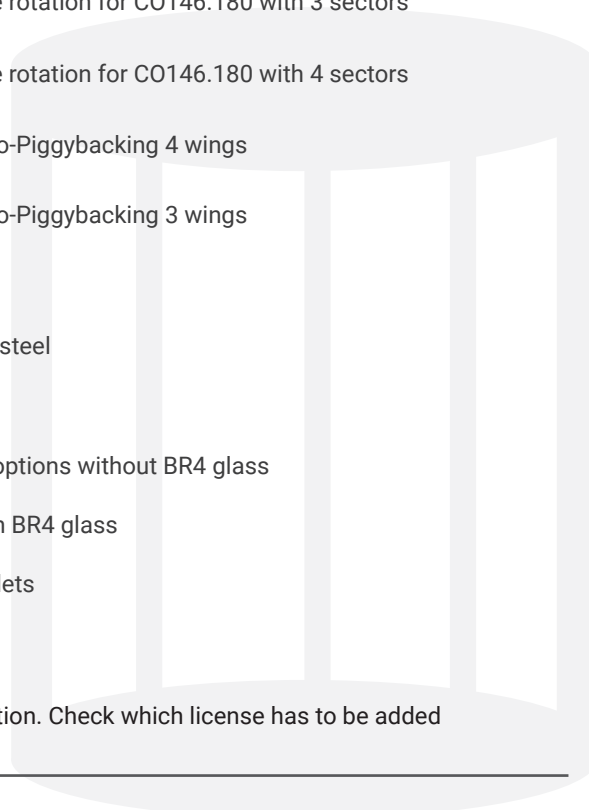 rotation for CO146.180 with 3 sectors
rotation for CO146.180 with 4 sectors
o-Piggybacking 4 wings
o-Piggybacking 3 wings
steel
options without BR4 glass
BR4 glass
lets
tion. Check which license has to be added